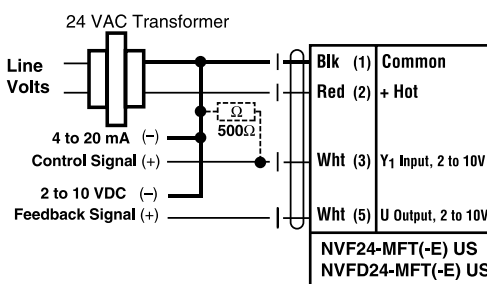 24 VAC Transformer
Line
Volts
Blk (1) Common
Red (2) + Hot
Ω
500Ω
4 to 20 mA (−)
Control Signal (+)
Wht (3) Y₁ Input, 2 to 10V
2 to 10 VDC (−)
Feedback Signal (+)
Wht (5) U Output, 2 to 10V
NVF24-MFT(-E) US
NVFD24-MFT(-E) US